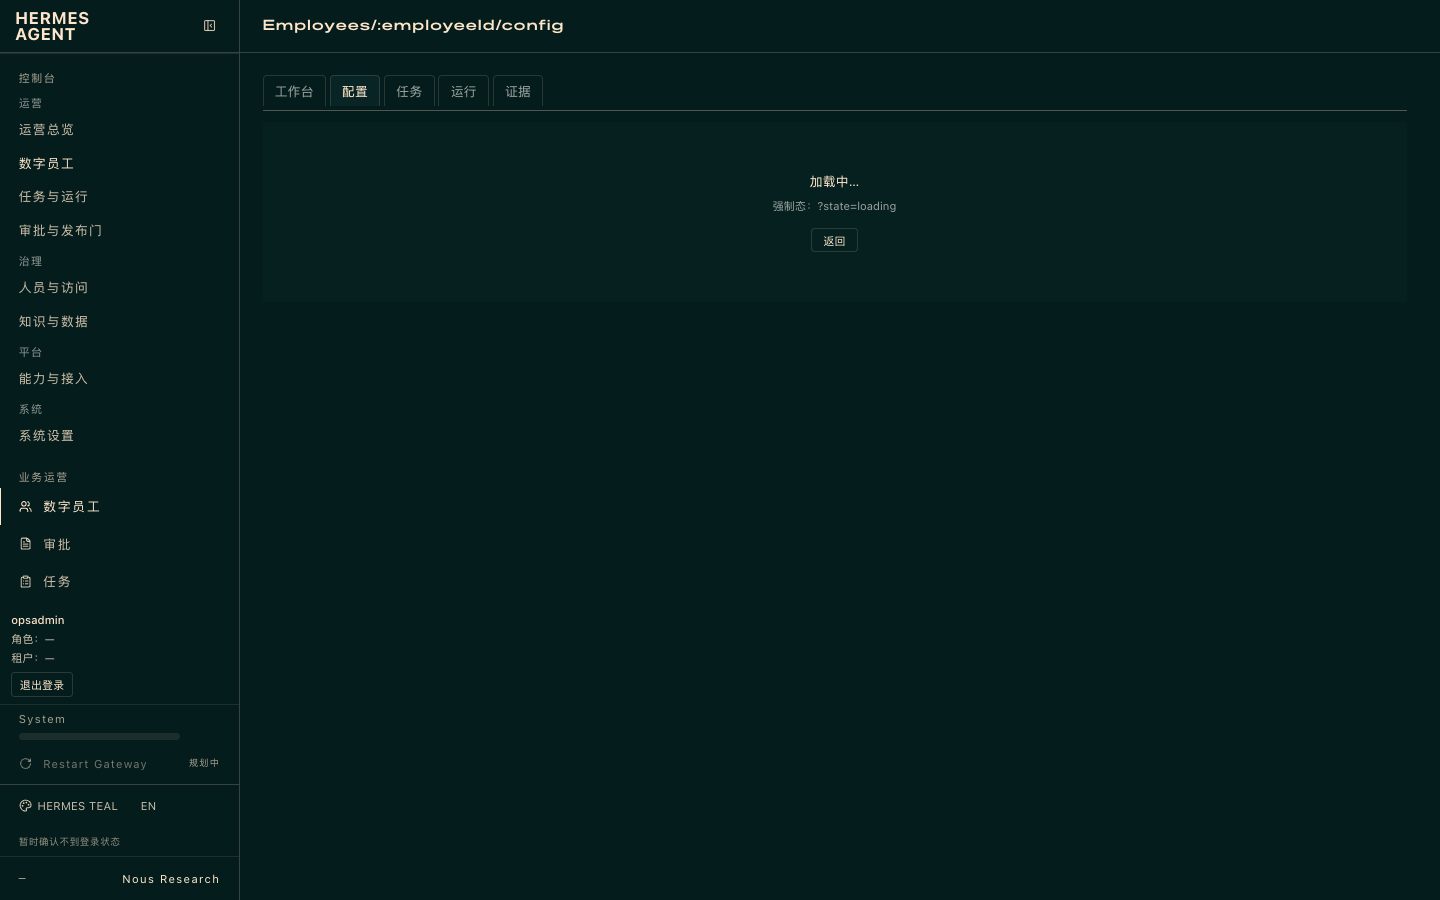 HERMES
AGENT
控制台
运营
运营总览
数字员工
任务与运行
审批与发布门
治理
人员与访问
知识与数据
平台
能力与接入
系统
系统设置
业务运营
数字员工
审批
任务
opsadmin
角色: —
租户: —
退出登录
System
Restart Gateway 规划中
HERMES TEAL EN
暂时确认不到登录状态
— Nous Research
Employees/:employeeId/config
工作台 配置 任务 运行 证据
加载中...
强制态: ?state=loading
返回